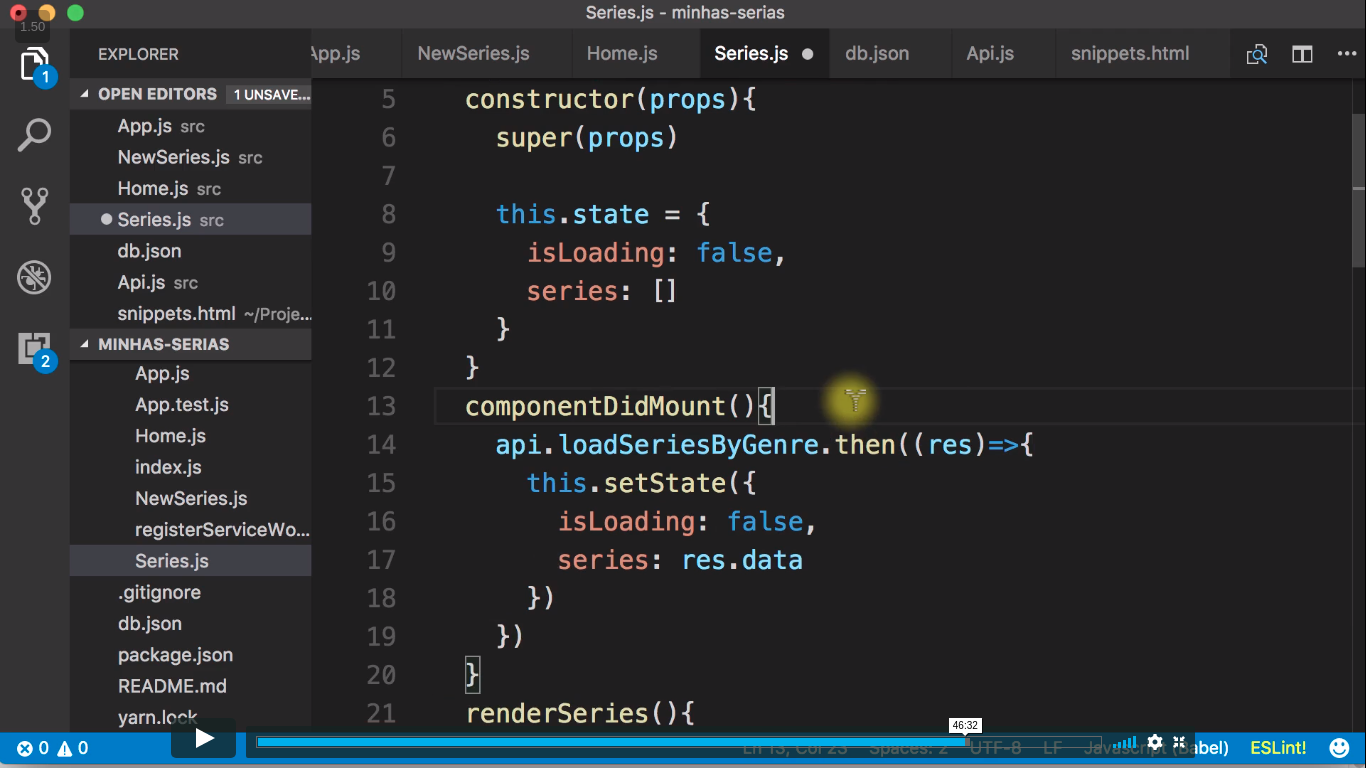 Series.js - minhas-serias
1.50
EXPLORER
App.js NewSeries.js Home.js Series.js db.json Api.js snippets.html
1
OPEN EDITORS 1 UNSAVE...
App.js src
NewSeries.js src
Home.js src
Series.js src
db.json
Api.js src
snippets.html ~/Proje...
2
MINHAS-SERIAS
App.js
App.test.js
Home.js
index.js
NewSeries.js
registerServiceWo...
Series.js
.gitignore
db.json
package.json
README.md
yarn.lock
5 constructor(props){
6 super(props)
7
8 this.state = {
9 isLoading: false,
10 series: []
11 }
12 }
13 componentDidMount(){
14 api.loadSeriesByGenre.then((res)=>{
15 this.setState({
16 isLoading: false,
17 series: res.data
18 })
19 })
20 }
21 renderSeries(){
46:32
0 0 Ln 13, Col 23 Spaces: 2 UTF-8 LF Javascript (Babel) ESLint!